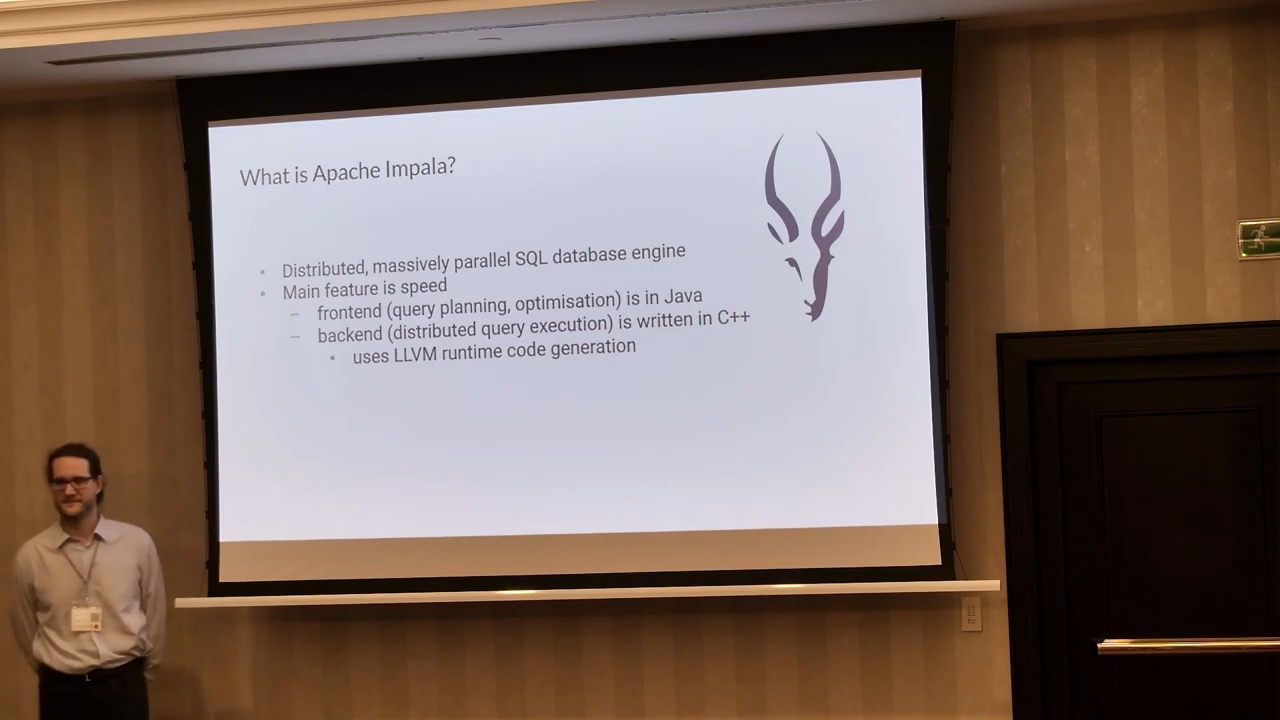 What is Apache Impala?
• Distributed, massively parallel SQL database engine
• Main feature is speed
– frontend (query planning, optimisation) is in Java
– backend (distributed query execution) is written in C++
▪ uses LLVM runtime code generation